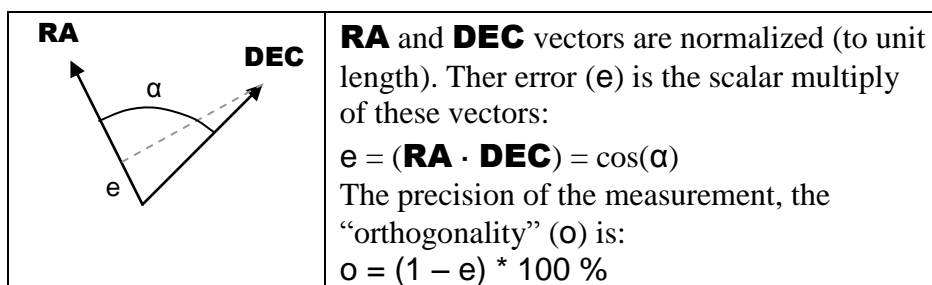 RA
DEC
α
e
RA and DEC vectors are normalized (to unit
length). Ther error (e) is the scalar multiply
of these vectors:
e = (RA · DEC) = cos(α)
The precision of the measurement, the
“orthogonality” (o) is:
o = (1 – e) * 100 %